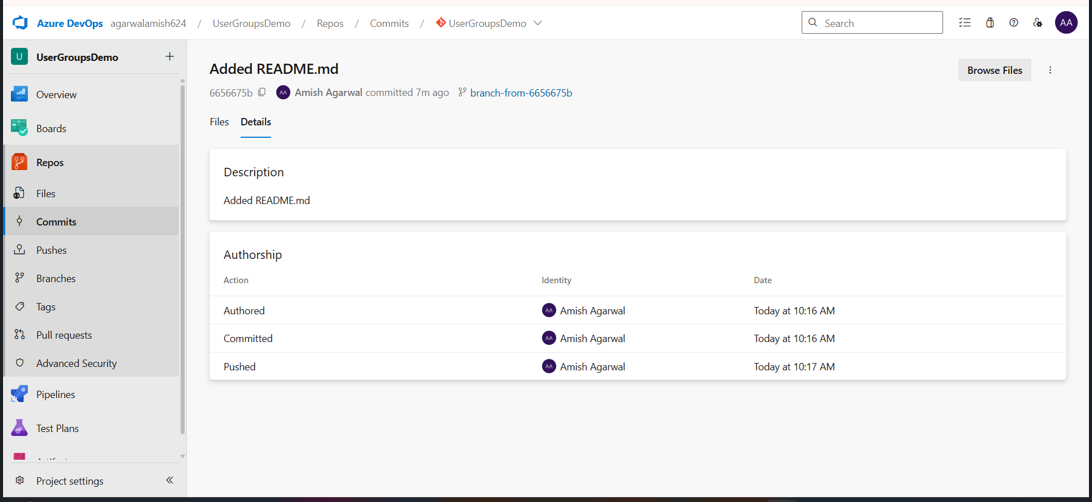 Azure DevOps agarwalamish624 / UserGroupsDemo / Repos / Commits / UserGroupsDemo
Search
AA
U UserGroupsDemo +
Overview
Boards
Repos
Files
Commits
Pushes
Branches
Tags
Pull requests
Advanced Security
Pipelines
Test Plans
Project settings
Added README.md
Browse Files
6656675b AA Amish Agarwal committed 7m ago branch-from-6656675b
Files Details
Description
Added README.md
Authorship
Action Identity Date
Authored AA Amish Agarwal Today at 10:16 AM
Committed AA Amish Agarwal Today at 10:16 AM
Pushed AA Amish Agarwal Today at 10:17 AM